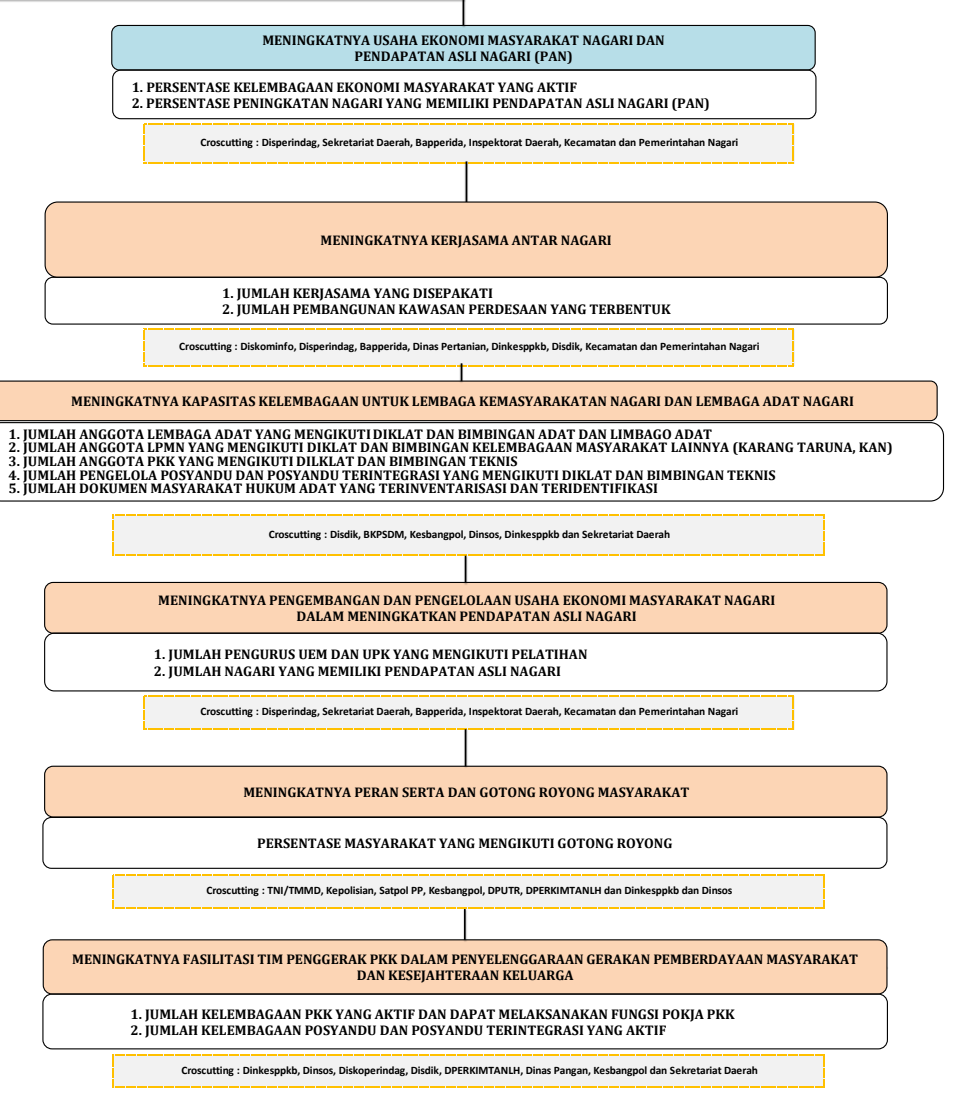 MENINGKATNYA USAHA EKONOMI MASYARAKAT NAGARI DAN
PENDAPATAN ASLI NAGARI (PAN)
1. PERSENTASE KELEMBAGAAN EKONOMI MASYARAKAT YANG AKTIF
2. PERSENTASE PENINGKATAN NAGARI YANG MEMILIKI PENDAPATAN ASLI NAGARI (PAN)
Croscutting : Disperindag, Sekretariat Daerah, Bapperida, Inspektorat Daerah, Kecamatan dan Pemerintahan Nagari
MENINGKATNYA KERJASAMA ANTAR NAGARI
1. JUMLAH KERJASAMA YANG DISEPAKATI
2. JUMLAH PEMBANGUNAN KAWASAN PERDESAAN YANG TERBENTUK
Croscutting : Diskominfo, Disperindag, Bapperida, Dinas Pertanian, Dinkesppkb, Disdik, Kecamatan dan Pemerintahan Nagari
MENINGKATNYA KAPASITAS KELEMBAGAAN UNTUK LEMBAGA KEMASYARAKATAN NAGARI DAN LEMBAGA ADAT NAGARI
1. JUMLAH ANGGOTA LEMBAGA ADAT YANG MENGIKUTI DIKLAT DAN BIMBINGAN ADAT DAN LIMBAGO ADAT
2. JUMLAH ANGGOTA LPMN YANG MENGIKUTI DIKLAT DAN BIMBINGAN KELEMBAGAAN MASYARAKAT LAINNYA (KARANG TARUNA, KAN)
3. JUMLAH ANGGOTA PKK YANG MENGIKUTI DILKLAT DAN BIMBINGAN TEKNIS
4. JUMLAH PENGELOLA POSYANDU DAN POSYANDU TERINTEGRASI YANG MENGIKUTI DIKLAT DAN BIMBINGAN TEKNIS
5. JUMLAH DOKUMEN MASYARAKAT HUKUM ADAT YANG TERINVENTARISASI DAN TERIDENTIFIKASI
Croscutting : Disdik, BKPSDM, Kesbangpol, Dinsos, Dinkesppkb dan Sekretariat Daerah
MENINGKATNYA PENGEMBANGAN DAN PENGELOLAAN USAHA EKONOMI MASYARAKAT NAGARI
DALAM MENINGKATKAN PENDAPATAN ASLI NAGARI
1. JUMLAH PENGURUS UEM DAN UPK YANG MENGIKUTI PELATIHAN
2. JUMLAH NAGARI YANG MEMILIKI PENDAPATAN ASLI NAGARI
Croscutting : Disperindag, Sekretariat Daerah, Bapperida, Inspektorat Daerah, Kecamatan dan Pemerintahan Nagari
MENINGKATNYA PERAN SERTA DAN GOTONG ROYONG MASYARAKAT
PERSENTASE MASYARAKAT YANG MENGIKUTI GOTONG ROYONG
Croscutting : TNI/TMMD, Kepolisian, Satpol PP, Kesbangpol, DPUTR, DPERKIMTANLH dan Dinkesppkb dan Dinsos
MENINGKATNYA FASILITASI TIM PENGGERAK PKK DALAM PENYELENGGARAAN GERAKAN PEMBERDAYAAN MASYARAKAT
DAN KESEJAHTERAAN KELUARGA
1. JUMLAH KELEMBAGAAN PKK YANG AKTIF DAN DAPAT MELAKSANAKAN FUNGSI POKJA PKK
2. JUMLAH KELEMBAGAAN POSYANDU DAN POSYANDU TERINTEGRASI YANG AKTIF
Croscutting : Dinkesppkb, Dinsos, Diskoperindag, Disdik, DPERKIMTANLH, Dinas Pangan, Kesbangpol dan Sekretariat Daerah